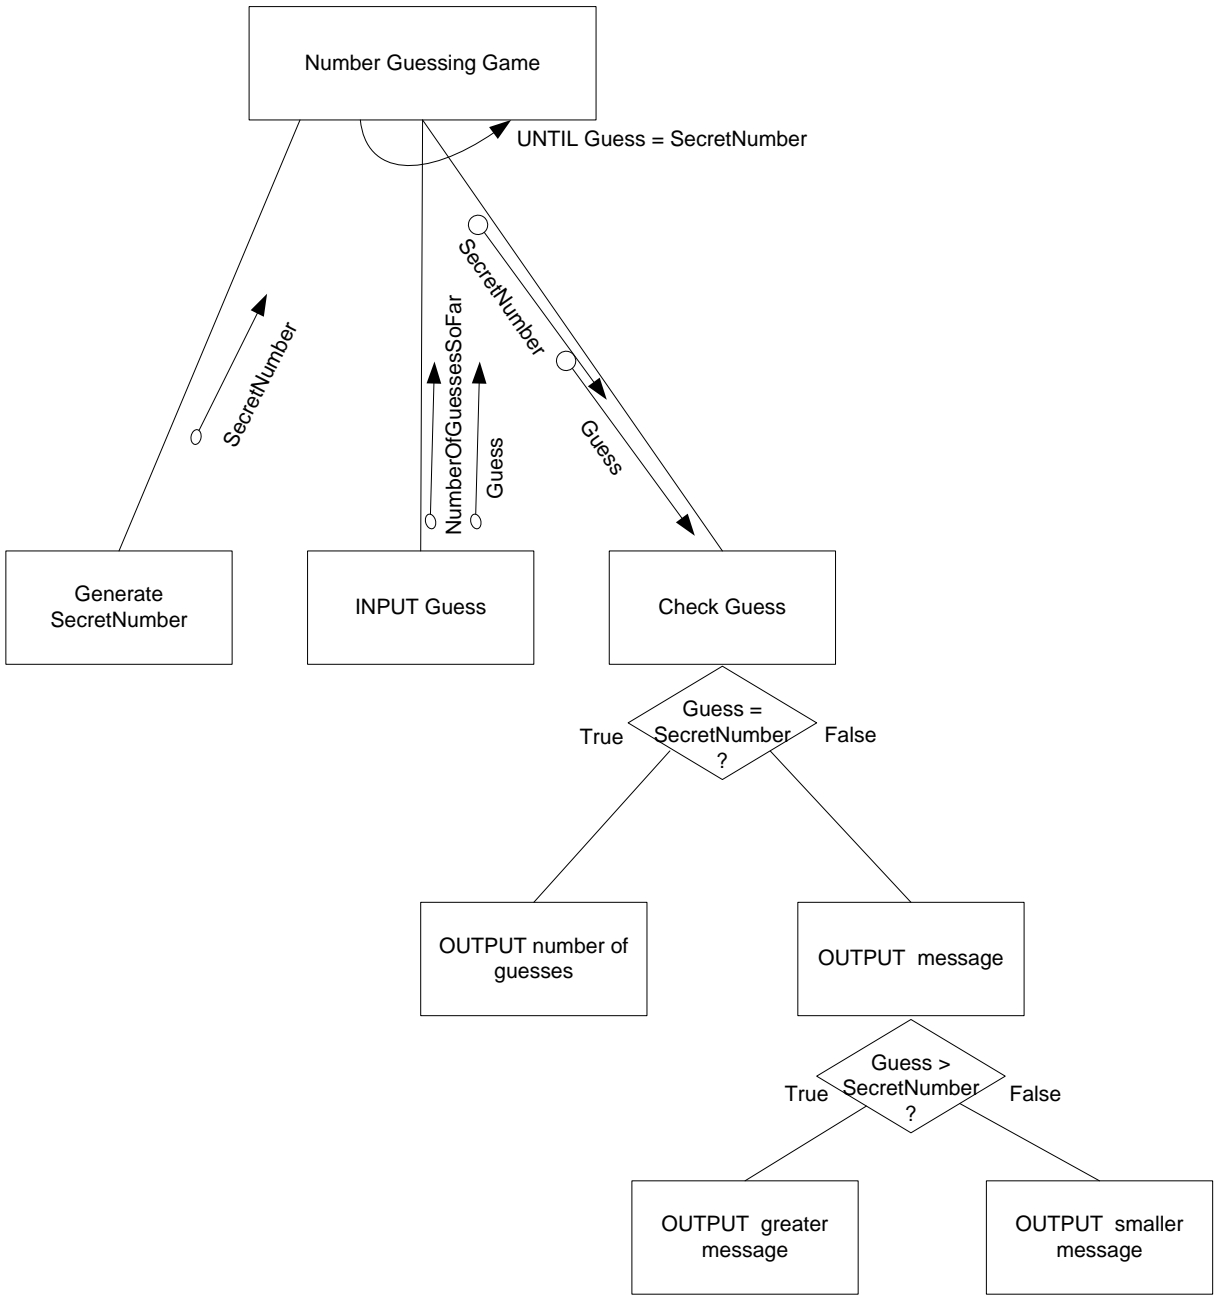 Number Guessing Game
UNTIL Guess = SecretNumber
SecretNumber
NumberOfGuessesSoFar
Guess
SecretNumber
Guess
Generate
SecretNumber
INPUT Guess
Check Guess
Guess =
SecretNumber
?
True
False
OUTPUT number of
guesses
OUTPUT message
Guess >
SecretNumber
?
True
False
OUTPUT greater
message
OUTPUT smaller
message